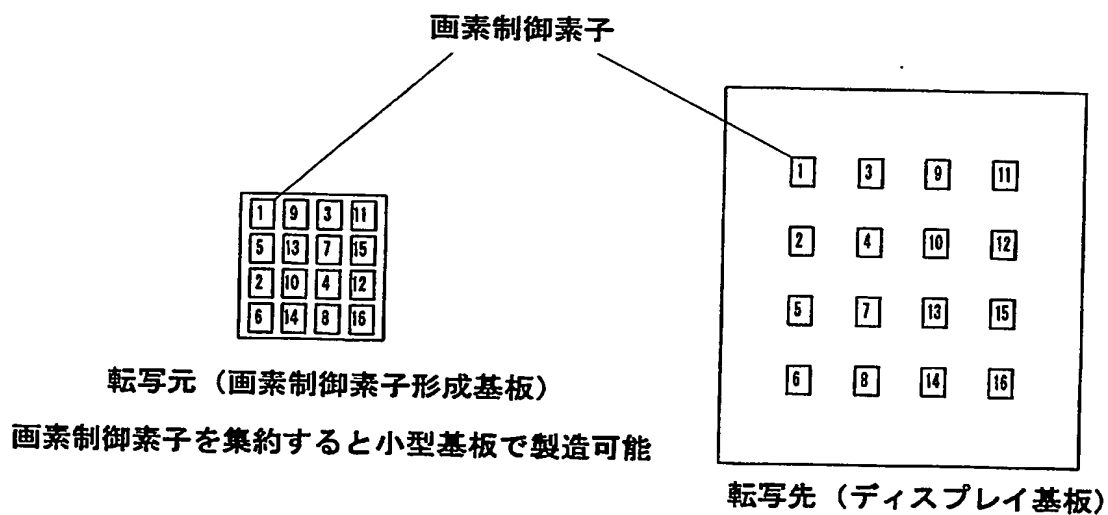 画素制御素子
1 9 3 11
5 13 7 15
2 10 4 12
6 14 8 16
転写元（画素制御素子形成基板）
画素制御素子を集約すると小型基板で製造可能
1 3 9 11
2 4 10 12
5 7 13 15
6 8 14 16
転写先（ディスプレイ基板）